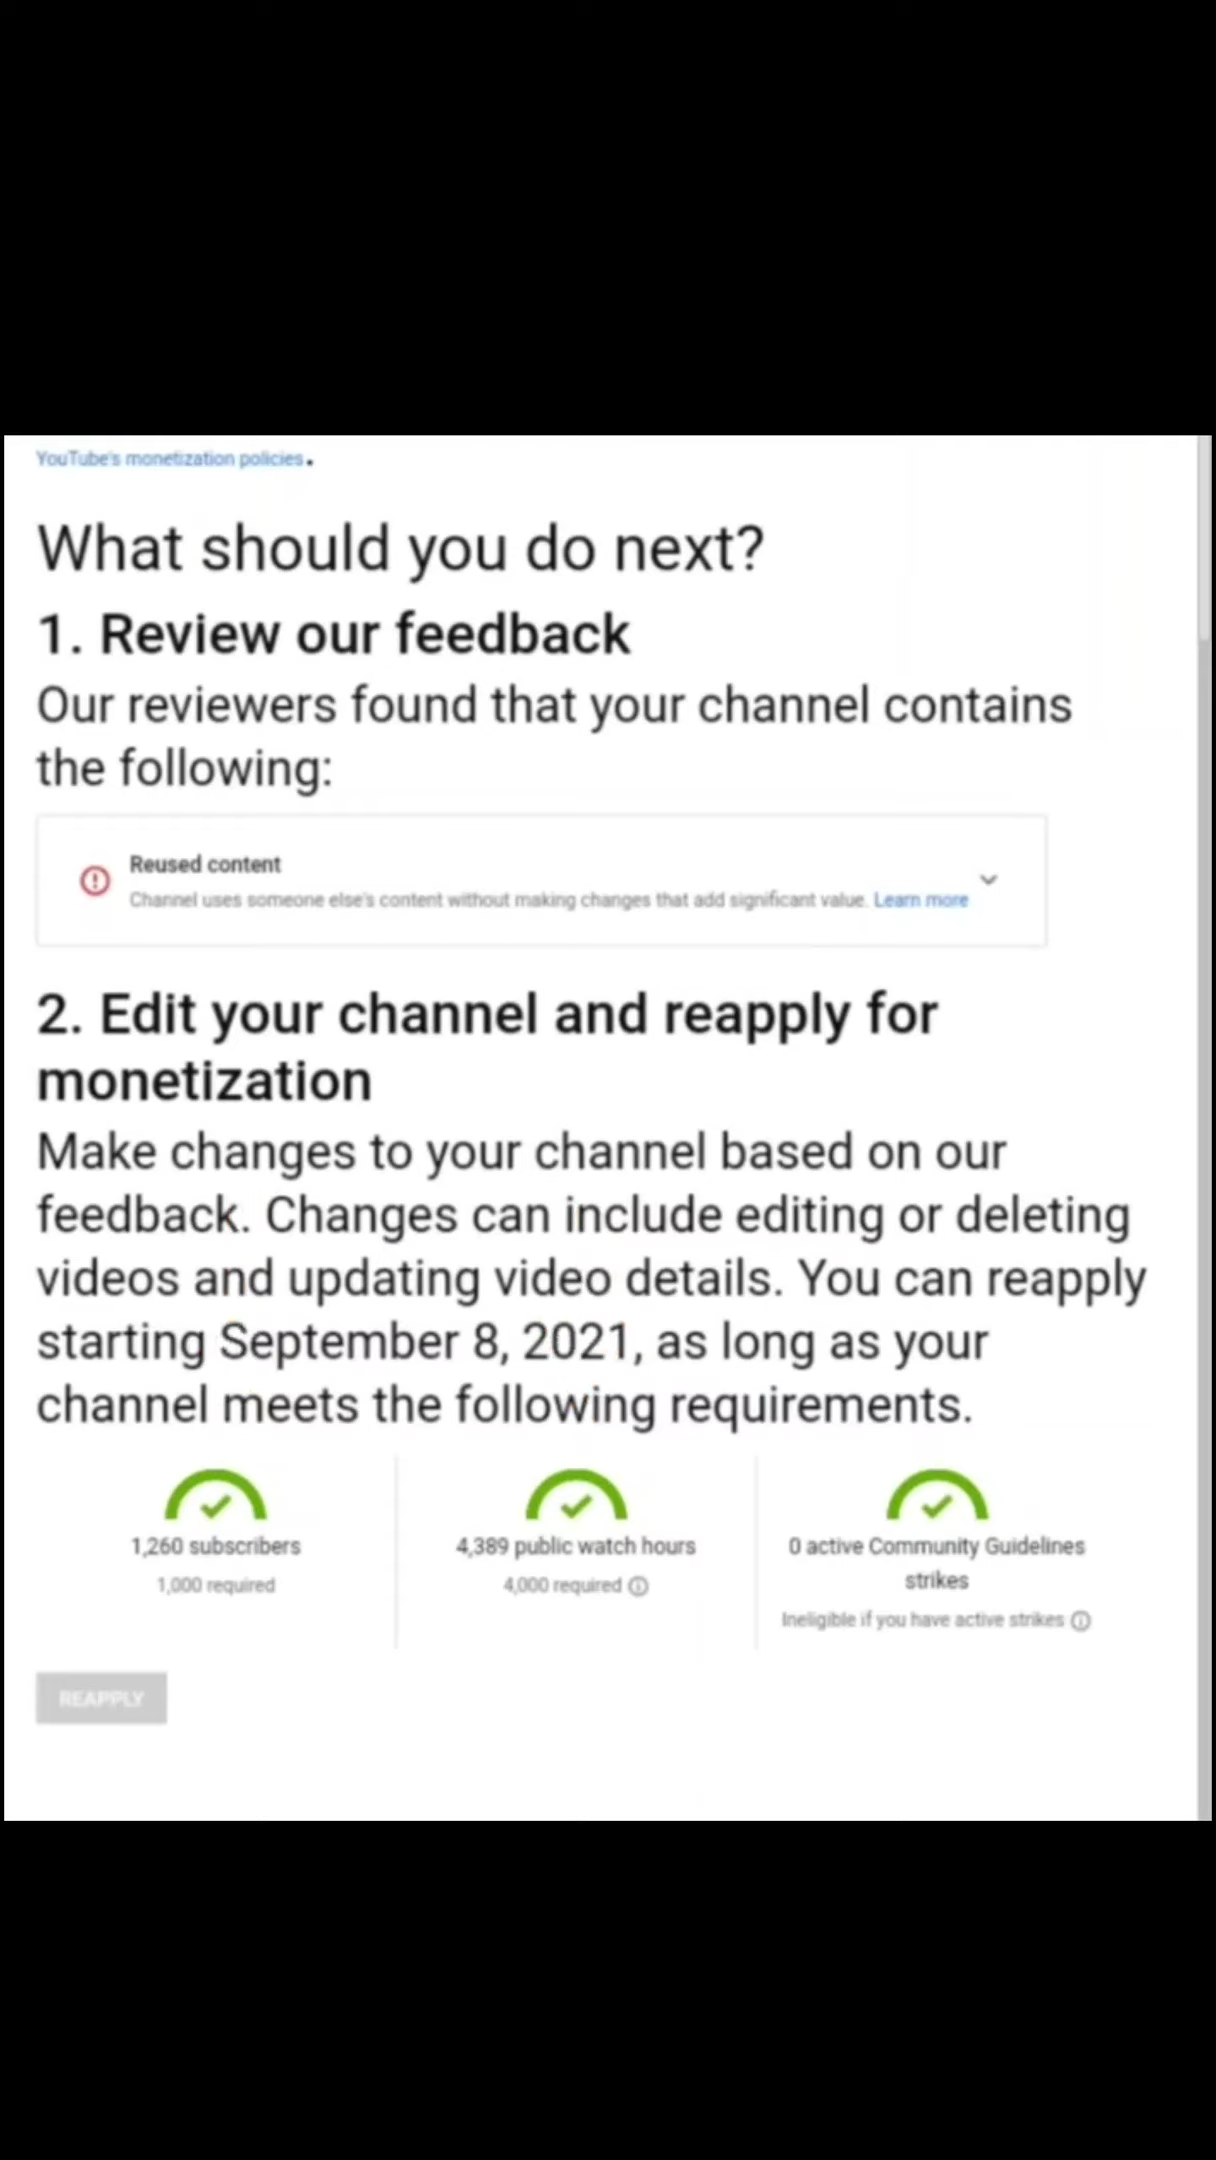 YouTube's monetization policies.
What should you do next?
1. Review our feedback
Our reviewers found that your channel contains
the following:
Reused content
Channel uses someone else's content without making changes that add significant value. Learn more
2. Edit your channel and reapply for
monetization
Make changes to your channel based on our
feedback. Changes can include editing or deleting
videos and updating video details. You can reapply
starting September 8, 2021, as long as your
channel meets the following requirements.
1,260 subscribers
1,000 required
4,389 public watch hours
4,000 required
0 active Community Guidelines
strikes
Ineligible if you have active strikes
REAPPLY